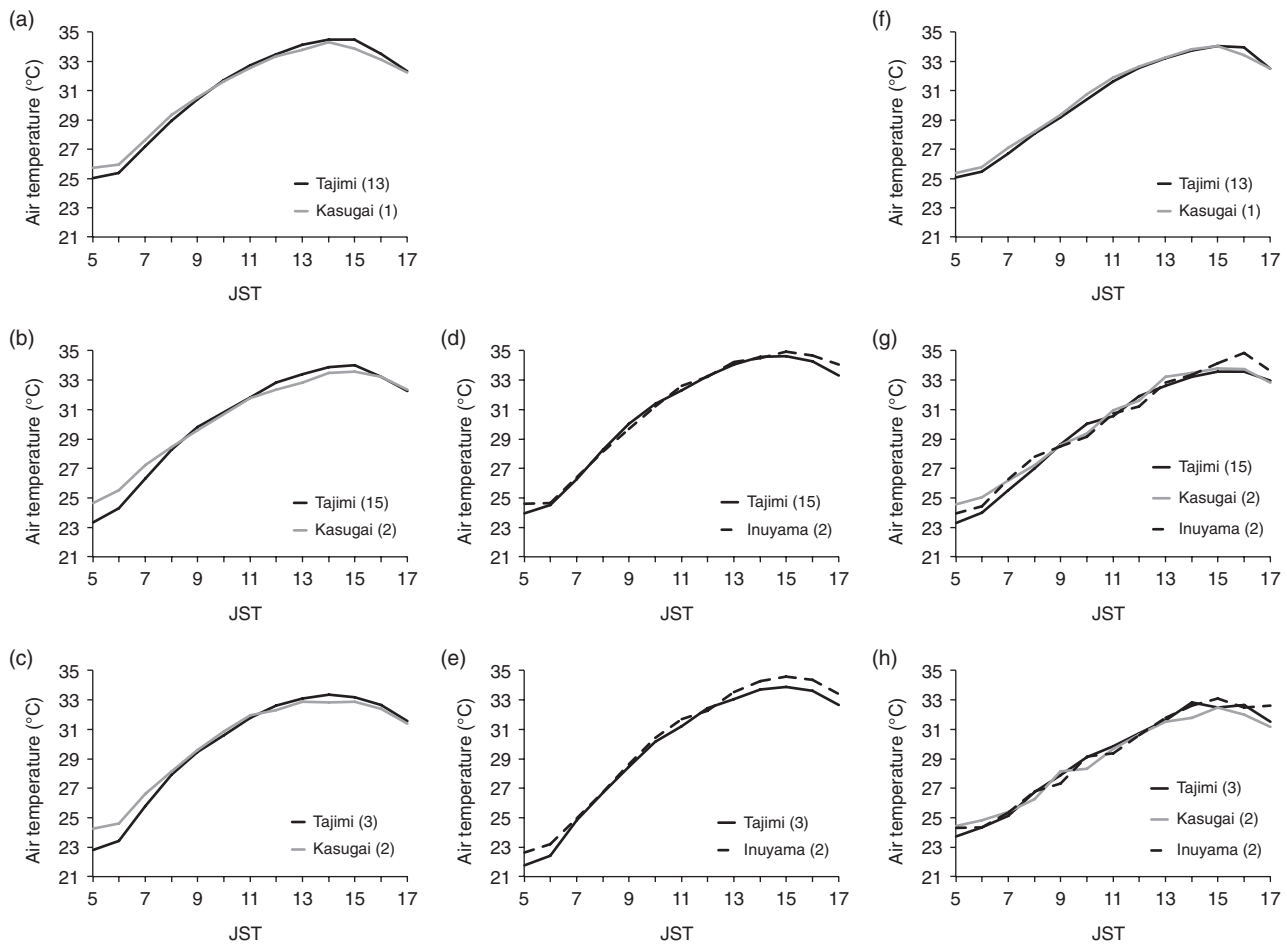 (a)
Air temperature (°C)
35
33
31
29
27
25
23
21
5 7 9 11 13 15 17
JST
Tajimi (13)
Kasugai (1)
(f)
Air temperature (°C)
35
33
31
29
27
25
23
21
5 7 9 11 13 15 17
JST
Tajimi (13)
Kasugai (1)
(b)
Air temperature (°C)
35
33
31
29
27
25
23
21
5 7 9 11 13 15 17
JST
Tajimi (15)
Kasugai (2)
(d)
Air temperature (°C)
35
33
31
29
27
25
23
21
5 7 9 11 13 15 17
JST
Tajimi (15)
Inuyama (2)
(g)
Air temperature (°C)
35
33
31
29
27
25
23
21
5 7 9 11 13 15 17
JST
Tajimi (15)
Kasugai (2)
Inuyama (2)
(c)
Air temperature (°C)
35
33
31
29
27
25
23
21
5 7 9 11 13 15 17
JST
Tajimi (3)
Kasugai (2)
(e)
Air temperature (°C)
35
33
31
29
27
25
23
21
5 7 9 11 13 15 17
JST
Tajimi (3)
Inuyama (2)
(h)
Air temperature (°C)
35
33
31
29
27
25
23
21
5 7 9 11 13 15 17
JST
Tajimi (3)
Kasugai (2)
Inuyama (2)